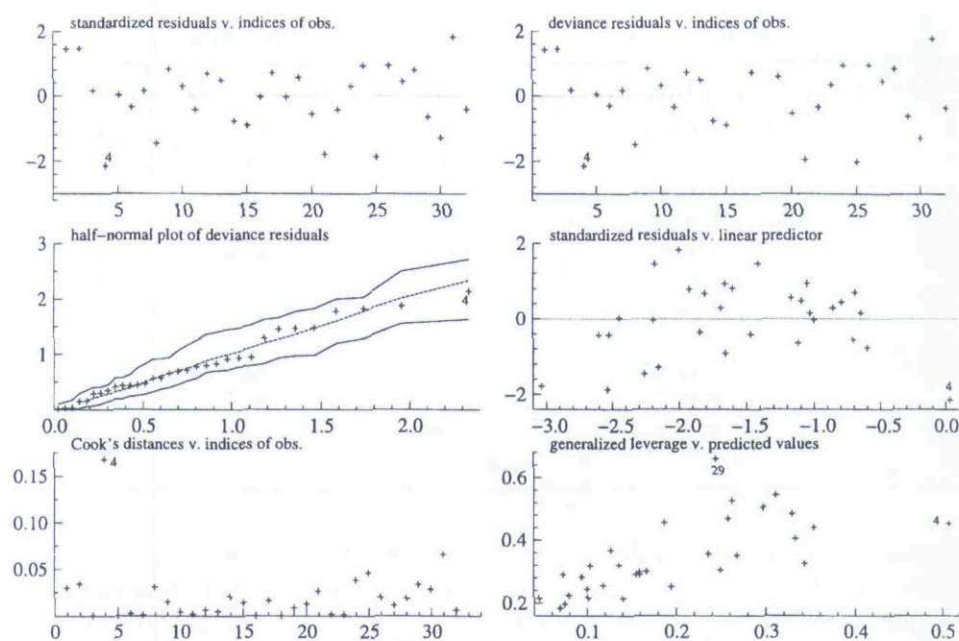 standardized residuals v. indices of obs.
2
0
−2
4
5 10 15 20 25 30
deviance residuals v. indices of obs.
2
0
−2
4
5 10 15 20 25 30
half−normal plot of deviance residuals
3
2
1
4
0.0 0.5 1.0 1.5 2.0
standardized residuals v. linear predictor
2
0
−2
4
−3.0 −2.5 −2.0 −1.5 −1.0 −0.5 0.0
Cook's distances v. indices of obs.
0.15
0.10
0.05
4
0 5 10 15 20 25 30
generalized leverage v. predicted values
0.6
0.4
0.2
29
4
0.1 0.2 0.3 0.4 0.5